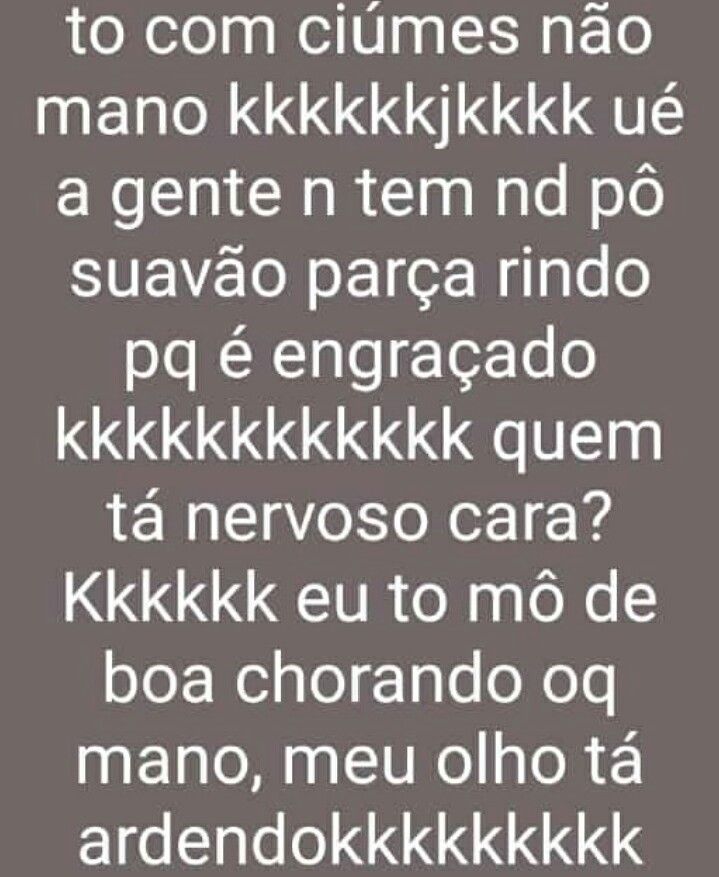 to com ciúmes não
mano kkkkkkjkkkk ué
a gente n tem nd pô
suavão parça rindo
pq é engraçado
kkkkkkkkkkkk quem
tá nervoso cara?
Kkkkkk eu to mô de
boa chorando oq
mano, meu olho tá
ardendokkkkkkkkk